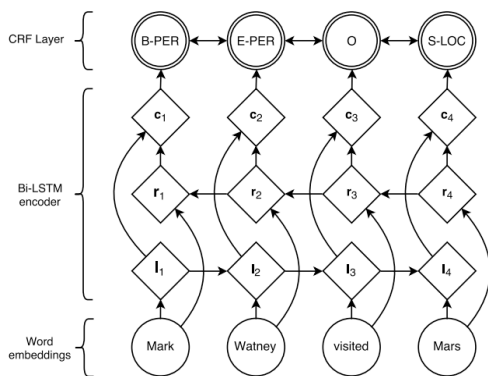 CRF Layer
B-PER E-PER O S-LOC
c1 c2 c3 c4
Bi-LSTM
encoder
r1 r2 r3 r4
l1 l2 l3 l4
Word
embeddings
Mark Watney visited Mars